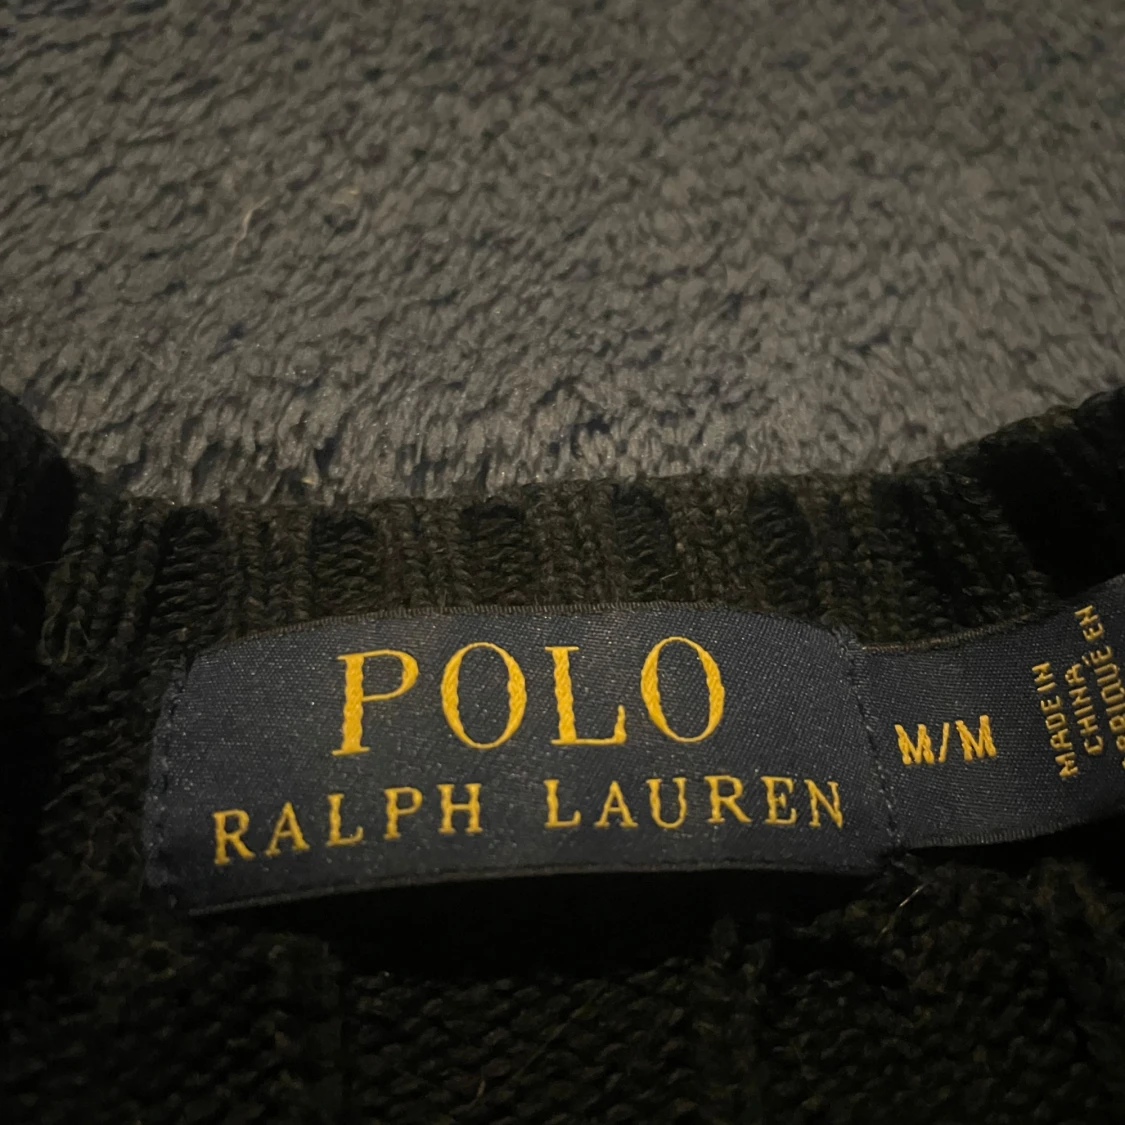 POLO
RALPH LAUREN
M/M
MADE IN
CHINA